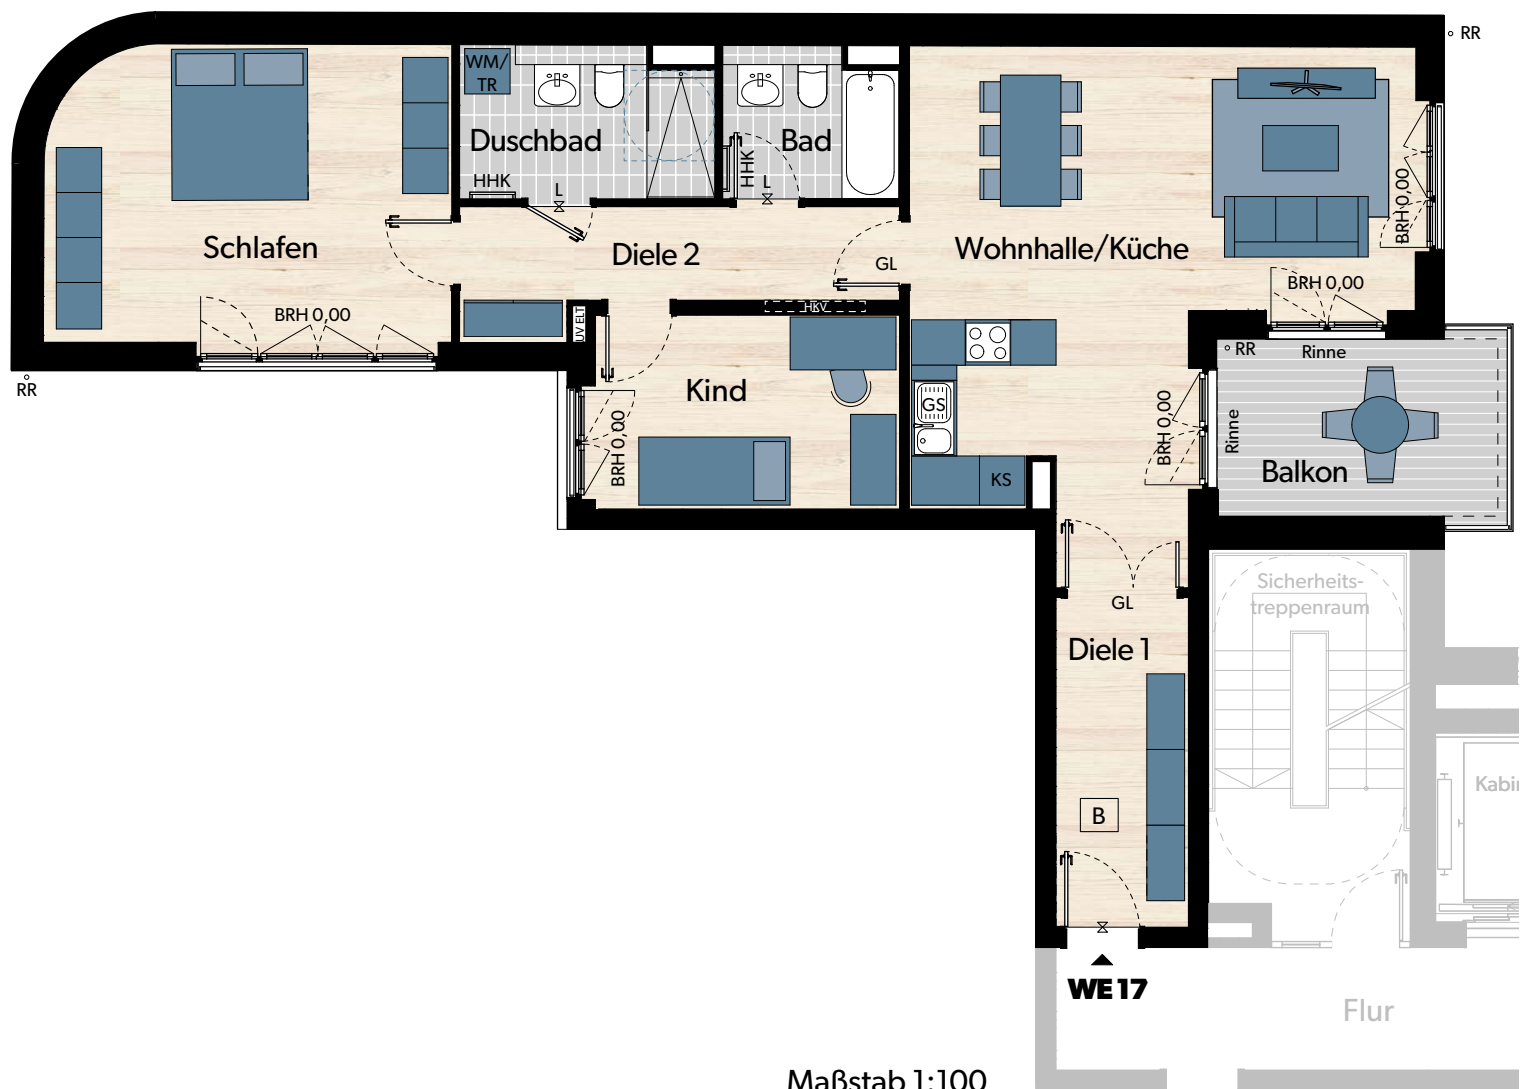 RR
WM/
TR
Duschbad
HHK
L
Bad
HHK
L
BRH 0,00
Schlafen
Diele 2
GL
Wohnhalle/Küche
BRH 0,00
BRH 0,00
HKV
UV ELT
RR
Rinne
RR
Kind
BRH 0,00
GS
KS
BRH 0,00
Rinne
Balkon
Sicherheits-
treppenraum
GL
Diele 1
Kabin
B
WE 17
Flur
Maßstab 1:100